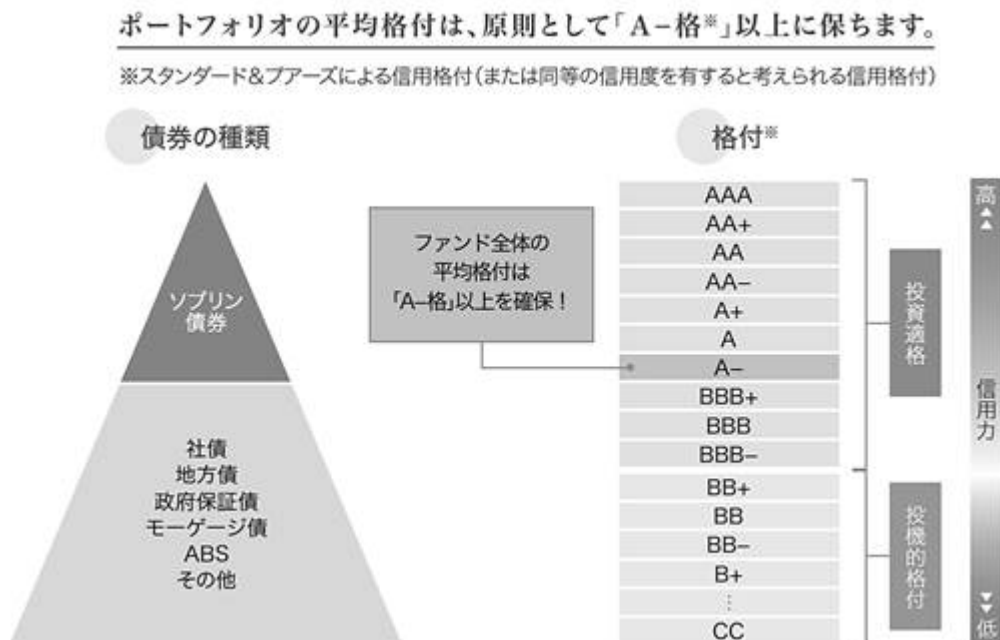 ポートフォリオの平均格付は、原則として「A−格※」以上に保ちます。
※スタンダード&プアーズによる信用格付(または同等の信用度を有すると考えられる信用格付)
債券の種類
ソブリン
債券
社債
地方債
政府保証債
モーゲージ債
ABS
その他
ファンド全体の
平均格付は
「A−格」以上を確保!
格付※
AAA
AA+
AA
AA−
A+
A
A−
BBB+
BBB
BBB−
BB+
BB
BB−
B+
⋮
CC
投資適格
投機的格付
高
信用力
低